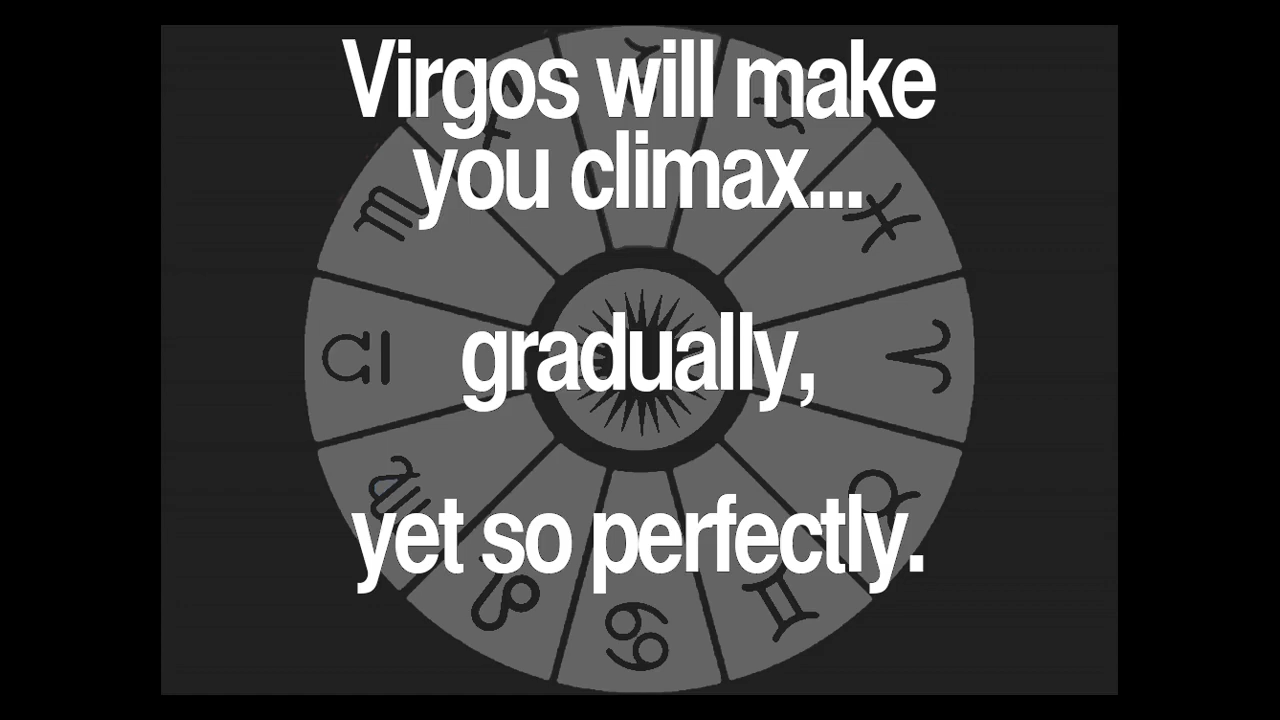 Virgos will make
you climax...
gradually,
yet so perfectly.